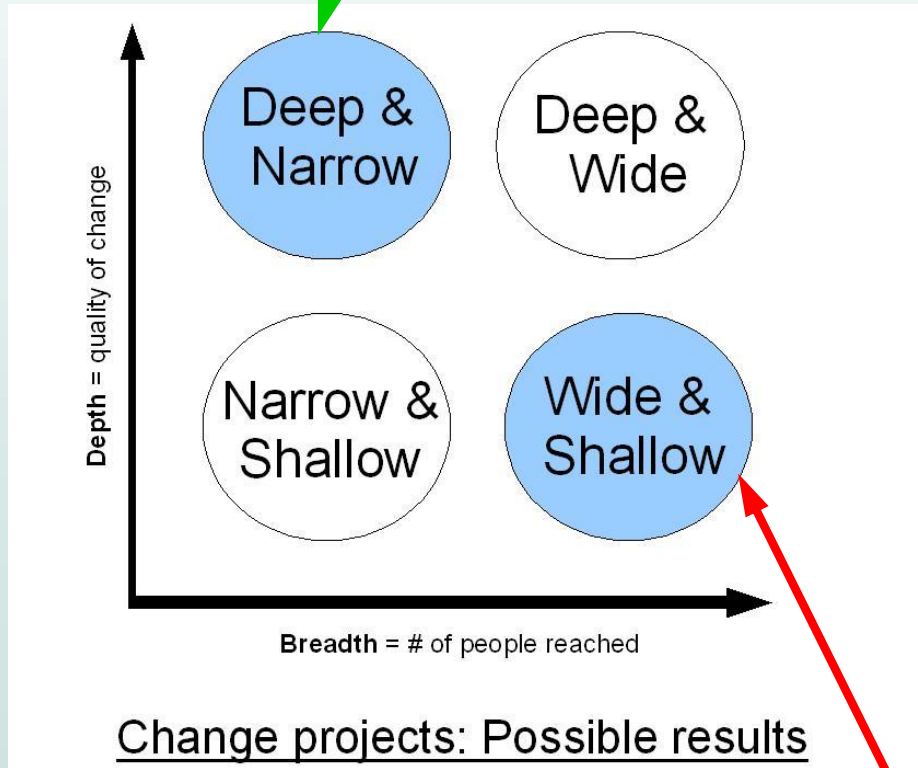 Deep &
Narrow
Deep &
Wide
Depth = quality of change
Narrow &
Shallow
Wide &
Shallow
Breadth = # of people reached
Change projects: Possible results